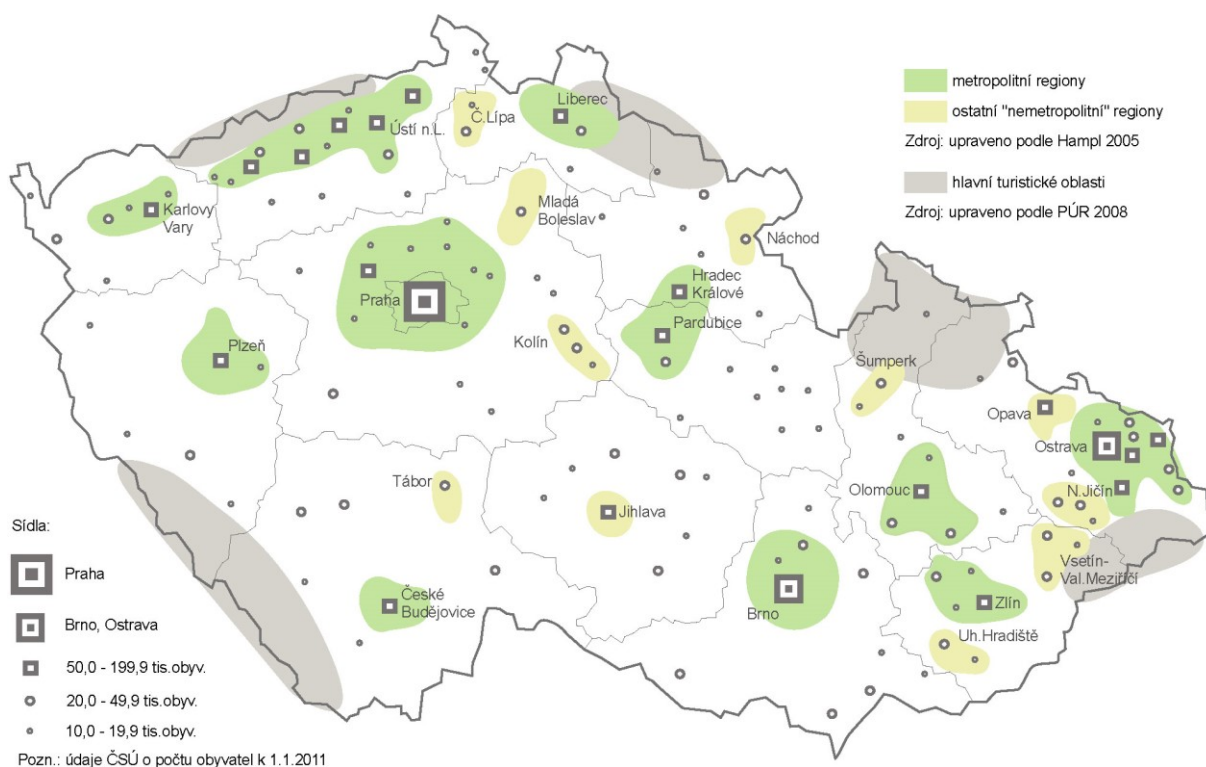 metropolitní regiony
ostatní "nemetropolitní" regiony
Zdroj: upraveno podle Hampl 2005
hlavní turistické oblasti
Zdroj: upraveno podle PÚR 2008
Liberec
Č.Lípa
Ústí n.L.
Karlovy
Vary
Mladá
Boleslav
Náchod
Hradec
Králové
Praha
Pardubice
Kolín
Plzeň
Šumperk
Opava
Ostrava
Tábor
Olomouc
N.Jičín
Jihlava
Vsetín-
Val.Meziříčí
České
Budějovice
Brno
Zlín
Uh.Hradiště
Sídla:
Praha
Brno, Ostrava
50,0 - 199,9 tis.obyv.
20,0 - 49,9 tis.obyv.
10,0 - 19,9 tis.obyv.
Pozn.: údaje ČSÚ o počtu obyvatel k 1.1.2011